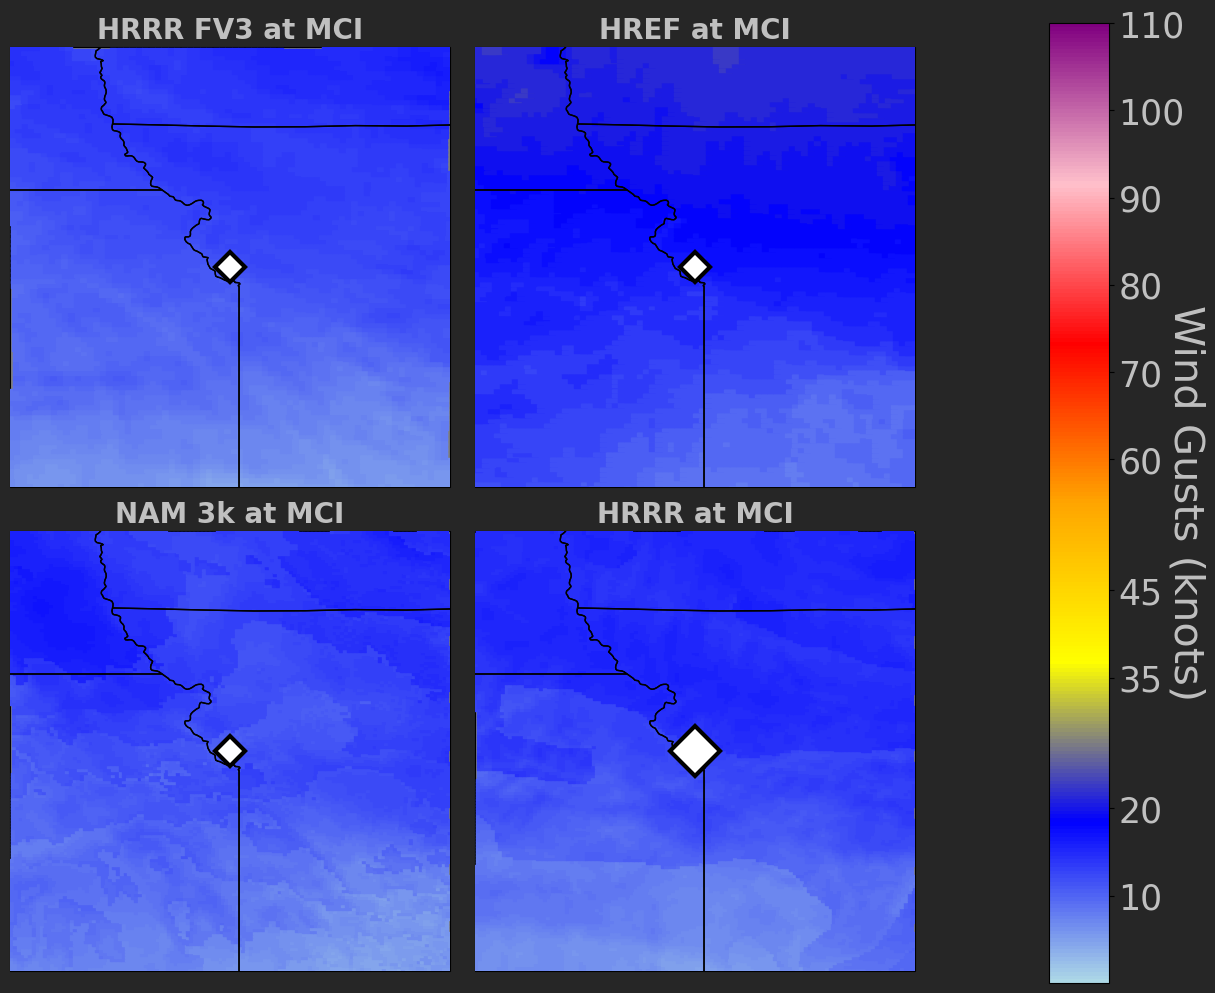 HRRR FV3 at MCI
HREF at MCI
NAM 3k at MCI
HRRR at MCI
110
100
90
80
70
60
45
35
20
10
Wind Gusts (knots)